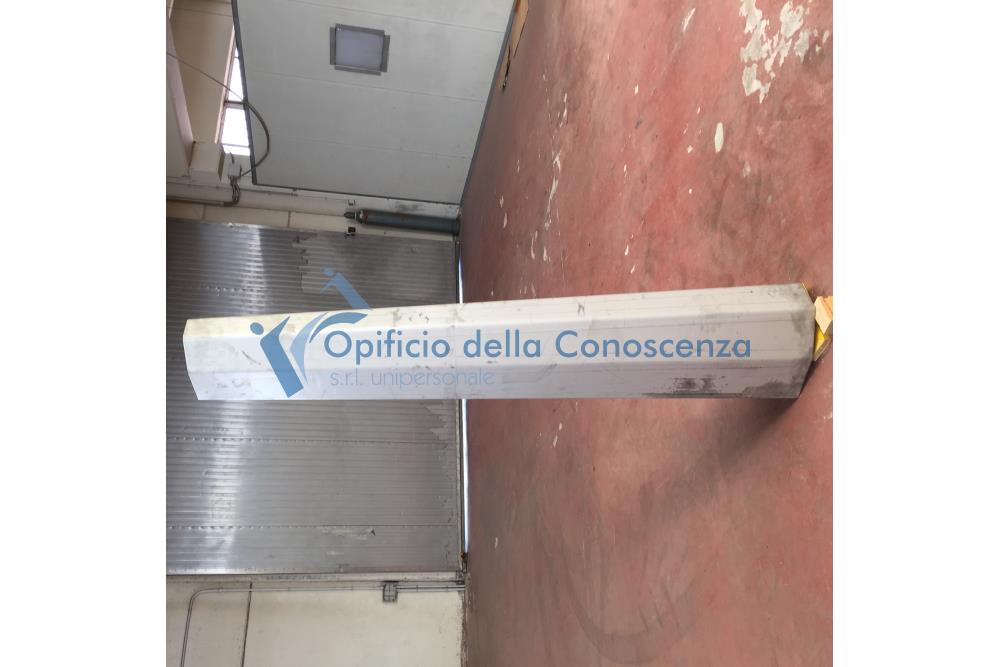 Opificio della Conoscenza
s.r.l. unipersonale